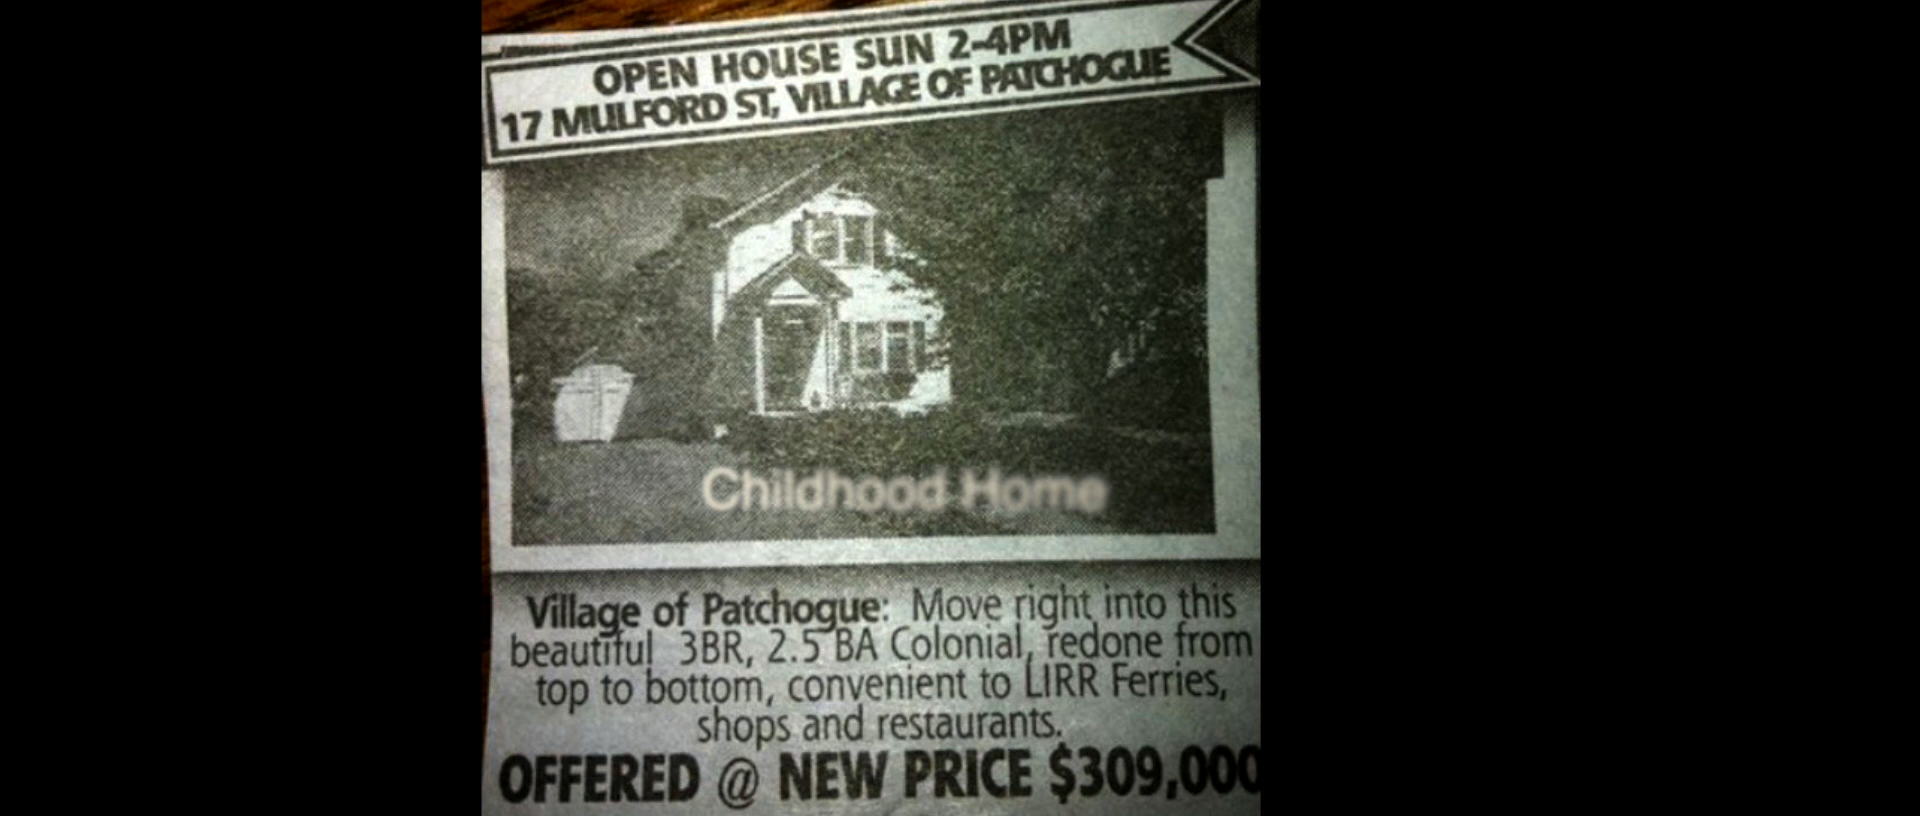 OPEN HOUSE SUN 2-4PM
17 MULFORD ST, VILLAGE OF PATCHOGUE
Childhood Home
Village of Patchogue: Move right into this
beautiful 3BR, 2.5 BA Colonial, redone from
top to bottom, convenient to LIRR Ferries,
shops and restaurants.
OFFERED @ NEW PRICE $309,000